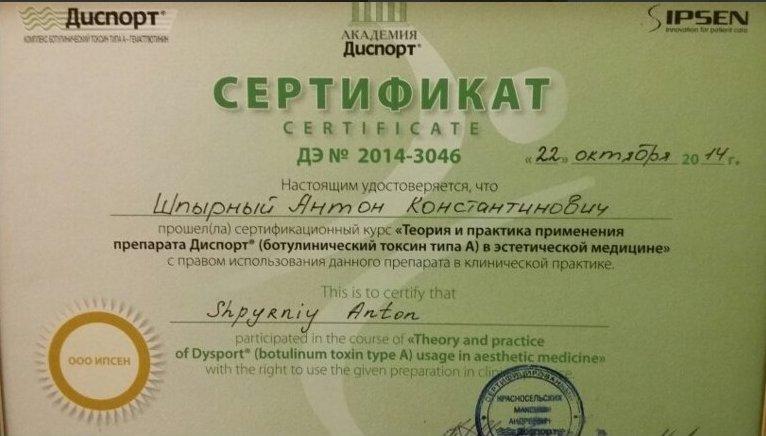 Диспорт®
КОМПЛЕКС БОТУЛИНИЧЕСКИЙ ТОКСИН ТИПА А–ГЕМАГГЛЮТИНИН
АКАДЕМИЯ
Диспорт®
IPSEN
Innovation for patient care
СЕРТИФИКАТ
CERTIFICATE
ДЭ № 2014-3046
«22» октября 2014 г.
Настоящим удостоверяется, что
Шпырный Антон Константинович
прошел(ла) сертификационный курс «Теория и практика применения
препарата Диспорт® (ботулинический токсин типа А) в эстетической медицине»
с правом использования данного препарата в клинической практике.
This is to certify that
Shpyrniy Anton
participated in the course of «Theory and practice
of Dysport® (botulinum toxin type A) usage in aesthetic medicine»
with the right to use the given preparation in
ООО ИПСЕН
СЕРТИФИЦИРОВАННЫЙ
КРАСНОСЕЛЬСКИХ
МАКСИМ
АНДРЕЕВИЧ